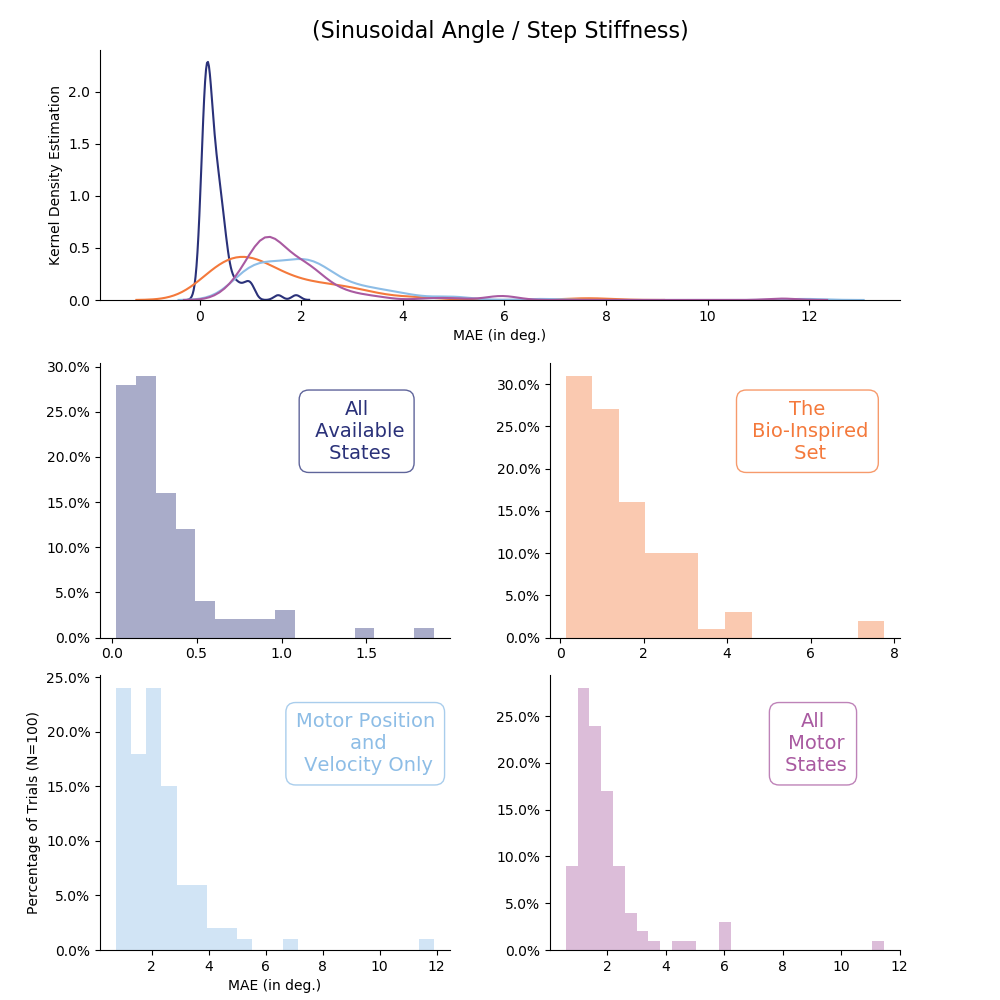 (Sinusoidal Angle / Step Stiffness)
Kernel Density Estimation
2.0
1.5
1.0
0.5
0.0
0 2 4 6 8 10 12
MAE (in deg.)
30.0%
25.0%
20.0%
15.0%
10.0%
5.0%
0.0%
0.0 0.5 1.0 1.5
All
Available
States
30.0%
25.0%
20.0%
15.0%
10.0%
5.0%
0.0%
0 2 4 6 8
The
Bio-Inspired
Set
Percentage of Trials (N=100)
25.0%
20.0%
15.0%
10.0%
5.0%
0.0%
2 4 6 8 10 12
MAE (in deg.)
Motor Position
and
Velocity Only
25.0%
20.0%
15.0%
10.0%
5.0%
0.0%
2 4 6 8 10 12
All
Motor
States